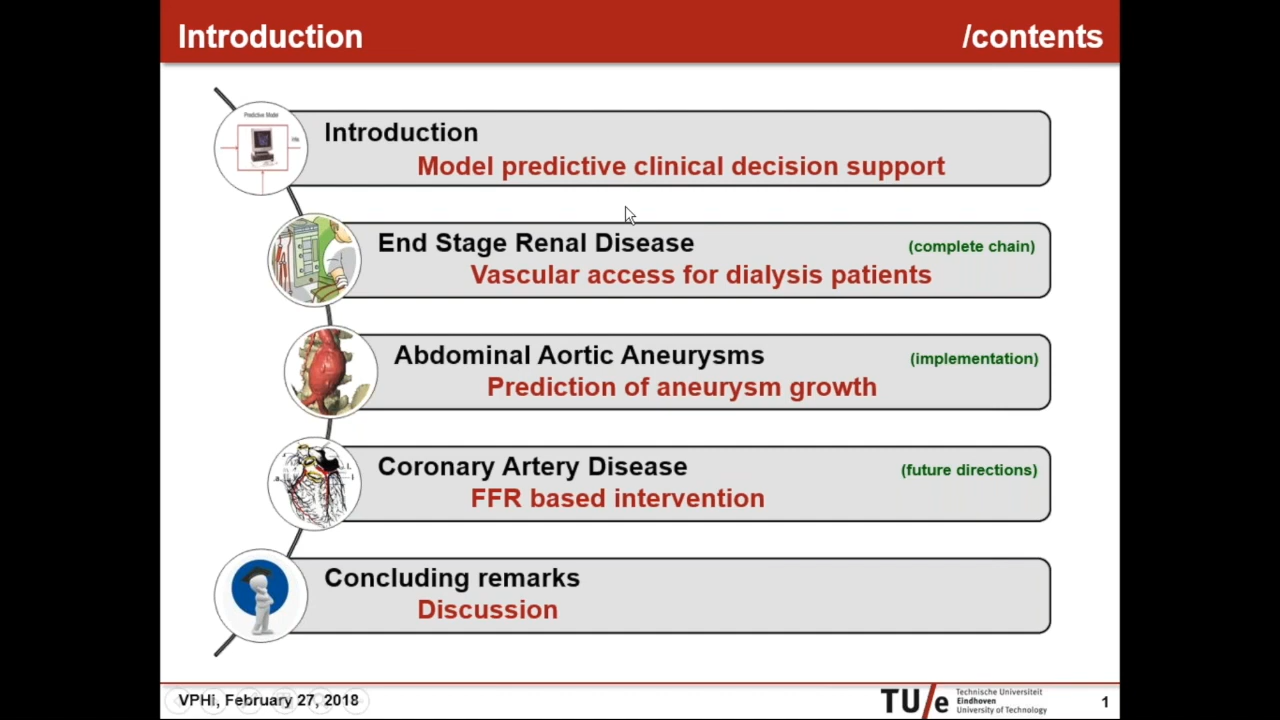 Introduction
/contents
Predictive Model
Introduction
Model predictive clinical decision support
End Stage Renal Disease
(complete chain)
Vascular access for dialysis patients
Abdominal Aortic Aneurysms
(implementation)
Prediction of aneurysm growth
Coronary Artery Disease
(future directions)
FFR based intervention
Concluding remarks
Discussion
VPHi, February 27, 2018
TU/e
Technische Universiteit
Eindhoven
University of Technology
1